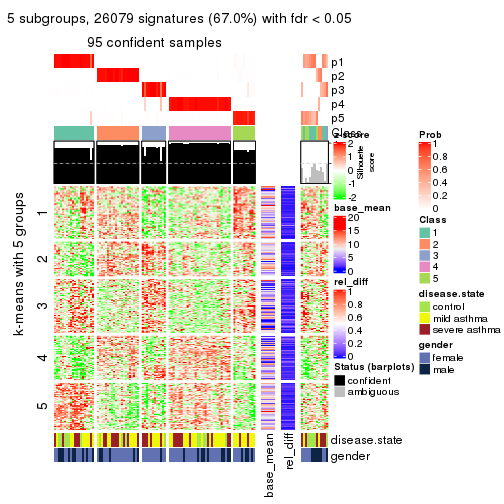 5 subgroups, 26079 signatures (67.0%) with fdr < 0.05
95 confident samples
p1
p2
p3
p4
p5
Class
z-score
2
1
0
-1
-2
Silhouette
score
base_mean
20
15
10
5
0
rel_diff
1
0.8
0.6
0.4
0.2
0
Status (barplots)
confident
ambiguous
Prob
1
0.8
0.6
0.4
0.2
0
Class
1
2
3
4
5
disease.state
control
mild asthma
severe asthma
gender
female
male
k-means with 5 groups
1
2
3
4
5
disease.state
gender
base_mean
rel_diff